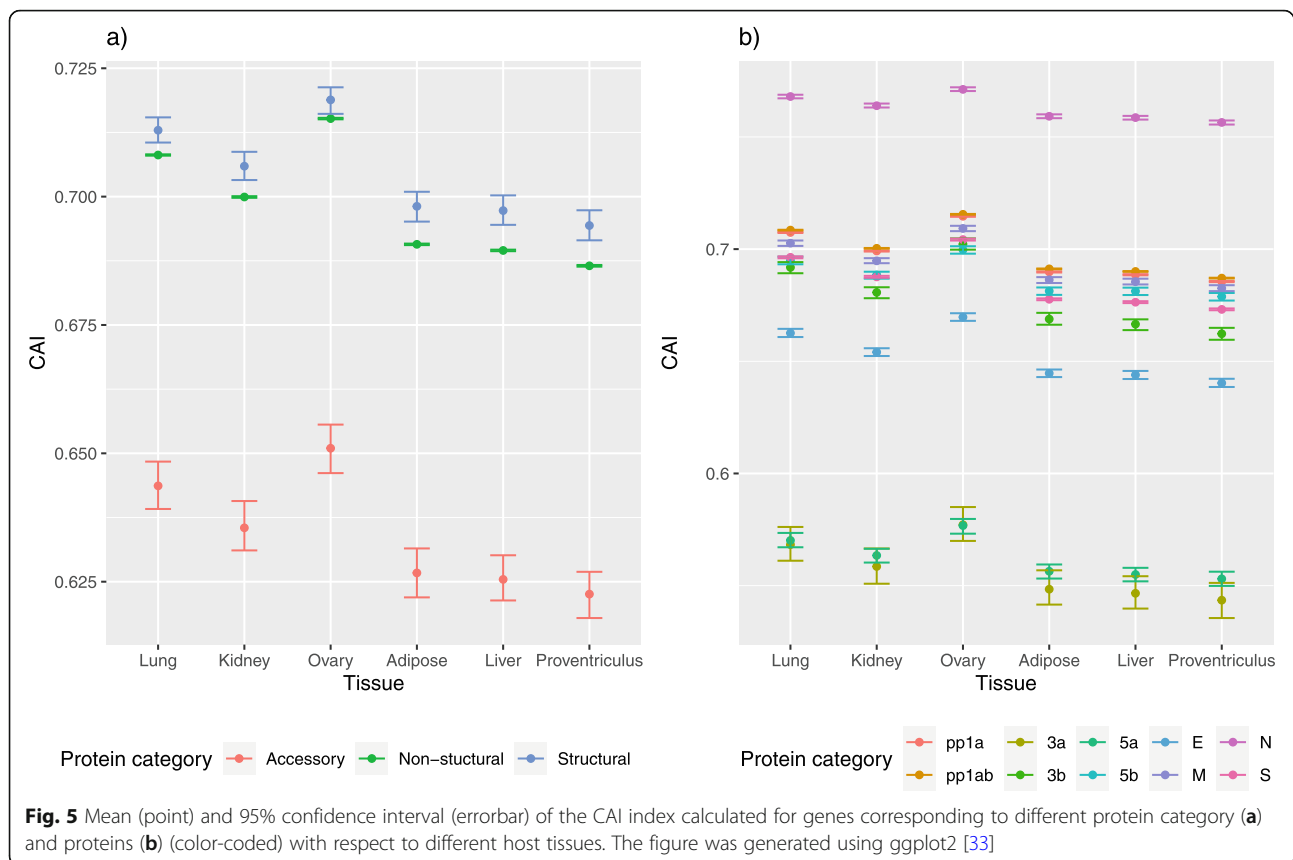 a)
0.725
0.700
0.675
0.650
0.625
CAI
Lung Kidney Ovary Adipose Liver Proventriculus
Tissue
Protein category Accessory Non−stuctural Structural
b)
0.7
0.6
CAI
Lung Kidney Ovary Adipose Liver Proventriculus
Tissue
Protein category
pp1a 3a 5a E N
pp1ab 3b 5b M S
Fig. 5 Mean (point) and 95% confidence interval (errorbar) of the CAI index calculated for genes corresponding to different protein category (a)
and proteins (b) (color-coded) with respect to different host tissues. The figure was generated using ggplot2 [33]